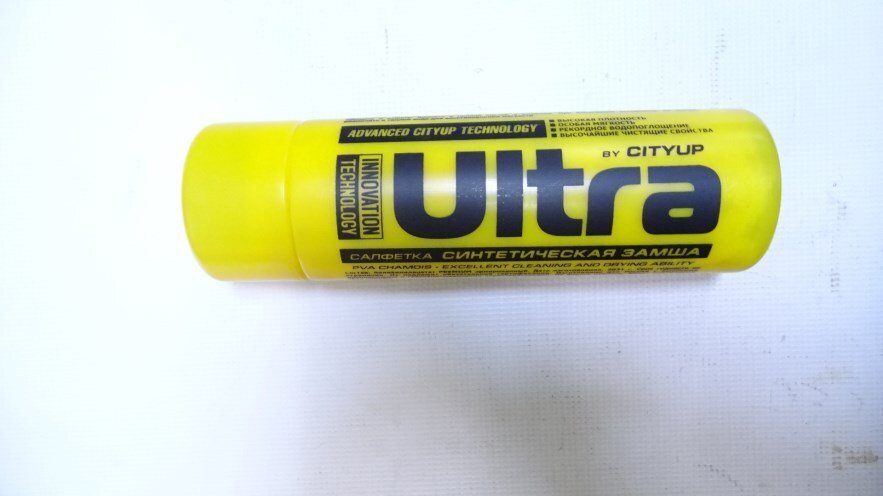 ADVANCED CITYUP TECHNOLOGY
■ ВЫСОКАЯ ПЛОТНОСТЬ
■ ОСОБАЯ МЯГКОСТЬ
■ РЕКОРДНОЕ ВОДОПОГЛОЩЕНИЕ
■ ВЫСОЧАЙШИЕ ЧИСТЯЩИЕ СВОЙСТВА
BY CITYUP
INNOVATION
TECHNOLOGY
Ultra
САЛФЕТКА СИНТЕТИЧЕСКАЯ ЗАМША
PVA CHAMOIS - EXCELLENT CLEANING AND DRYING ABILITY